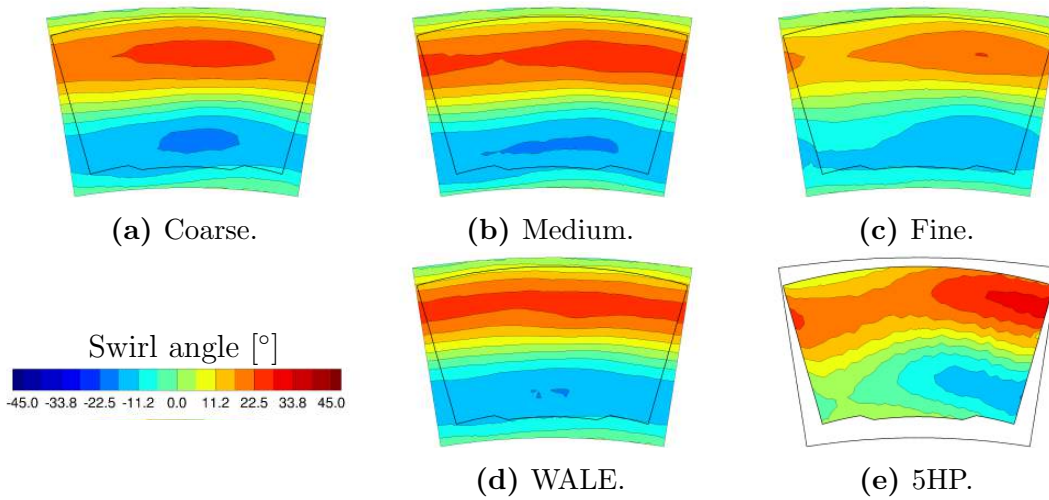 (a) Coarse.
(b) Medium.
(c) Fine.
Swirl angle [°]
-45.0 -33.8 -22.5 -11.2 0.0 11.2 22.5 33.8 45.0
(d) WALE.
(e) 5HP.